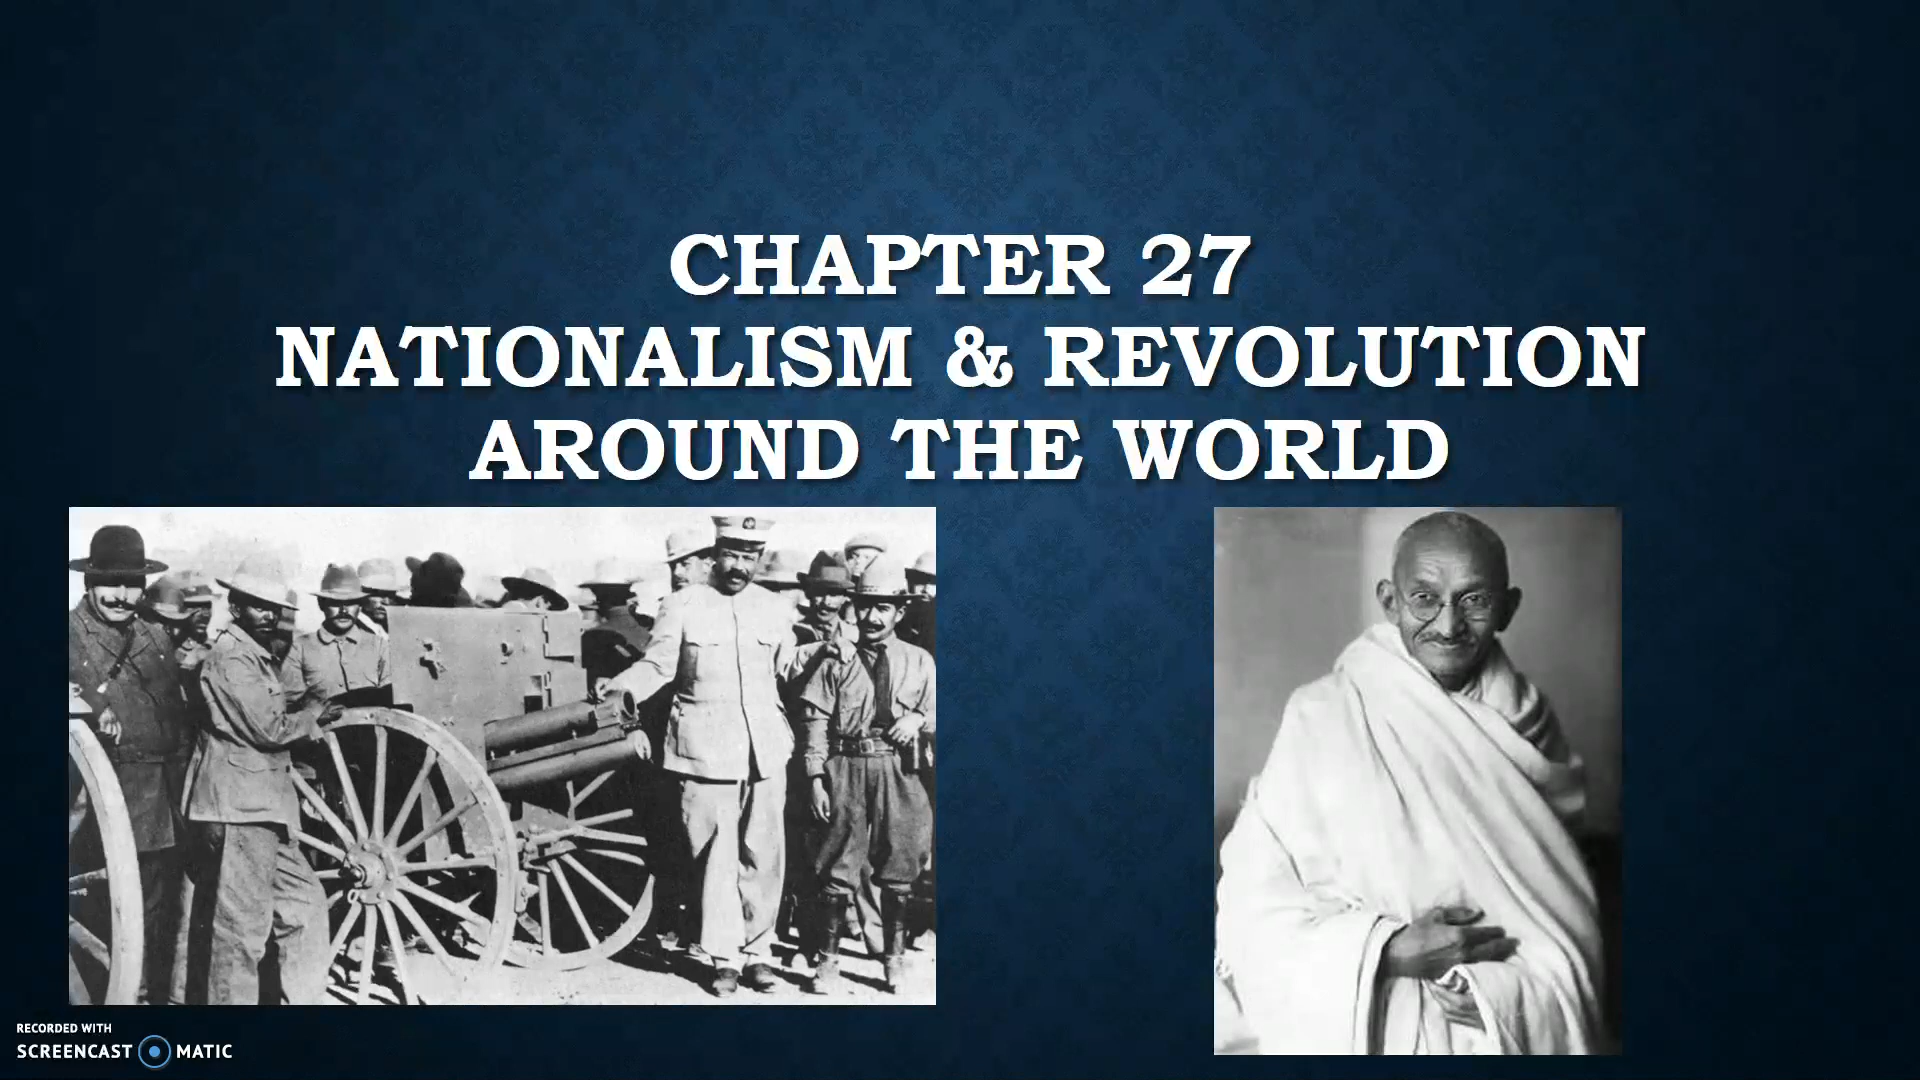 CHAPTER 27
NATIONALISM & REVOLUTION
AROUND THE WORLD
RECORDED WITH
SCREENCAST MATIC